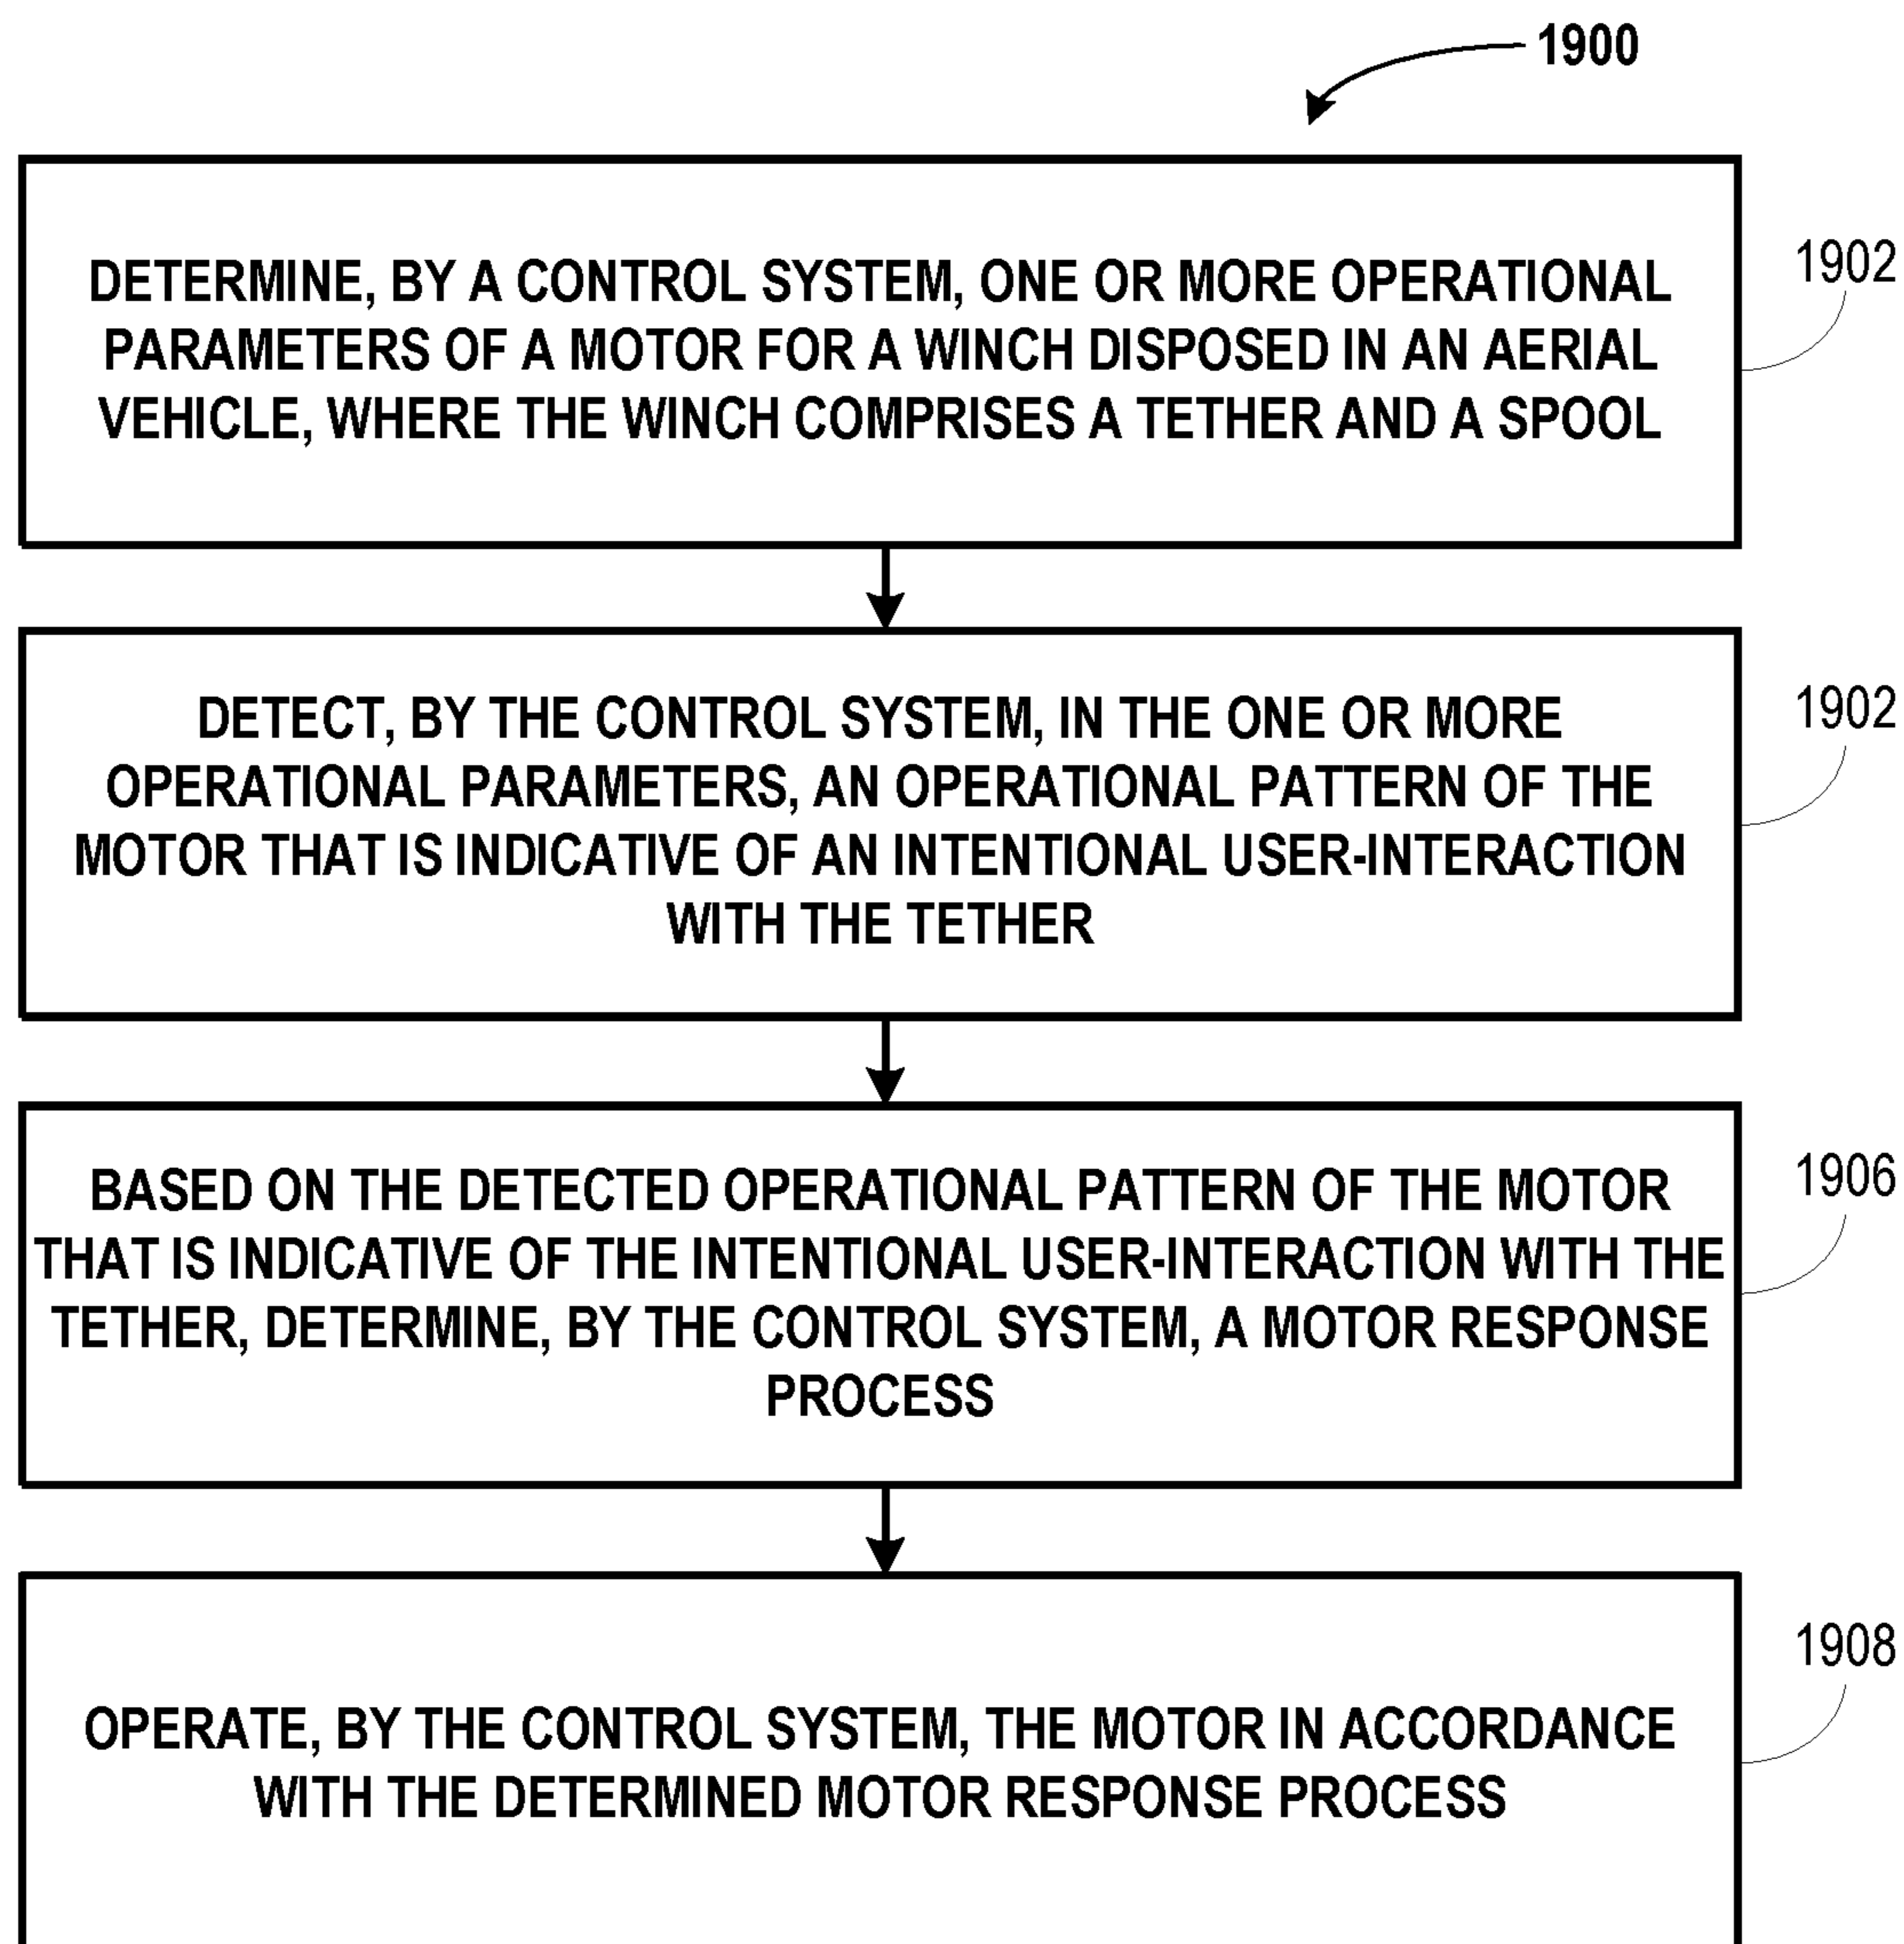 1900
DETERMINE, BY A CONTROL SYSTEM, ONE OR MORE OPERATIONAL
PARAMETERS OF A MOTOR FOR A WINCH DISPOSED IN AN AERIAL
VEHICLE, WHERE THE WINCH COMPRISES A TETHER AND A SPOOL
1902
DETECT, BY THE CONTROL SYSTEM, IN THE ONE OR MORE
OPERATIONAL PARAMETERS, AN OPERATIONAL PATTERN OF THE
MOTOR THAT IS INDICATIVE OF AN INTENTIONAL USER-INTERACTION
WITH THE TETHER
1902
BASED ON THE DETECTED OPERATIONAL PATTERN OF THE MOTOR
THAT IS INDICATIVE OF THE INTENTIONAL USER-INTERACTION WITH THE
TETHER, DETERMINE, BY THE CONTROL SYSTEM, A MOTOR RESPONSE
PROCESS
1906
OPERATE, BY THE CONTROL SYSTEM, THE MOTOR IN ACCORDANCE
WITH THE DETERMINED MOTOR RESPONSE PROCESS
1908